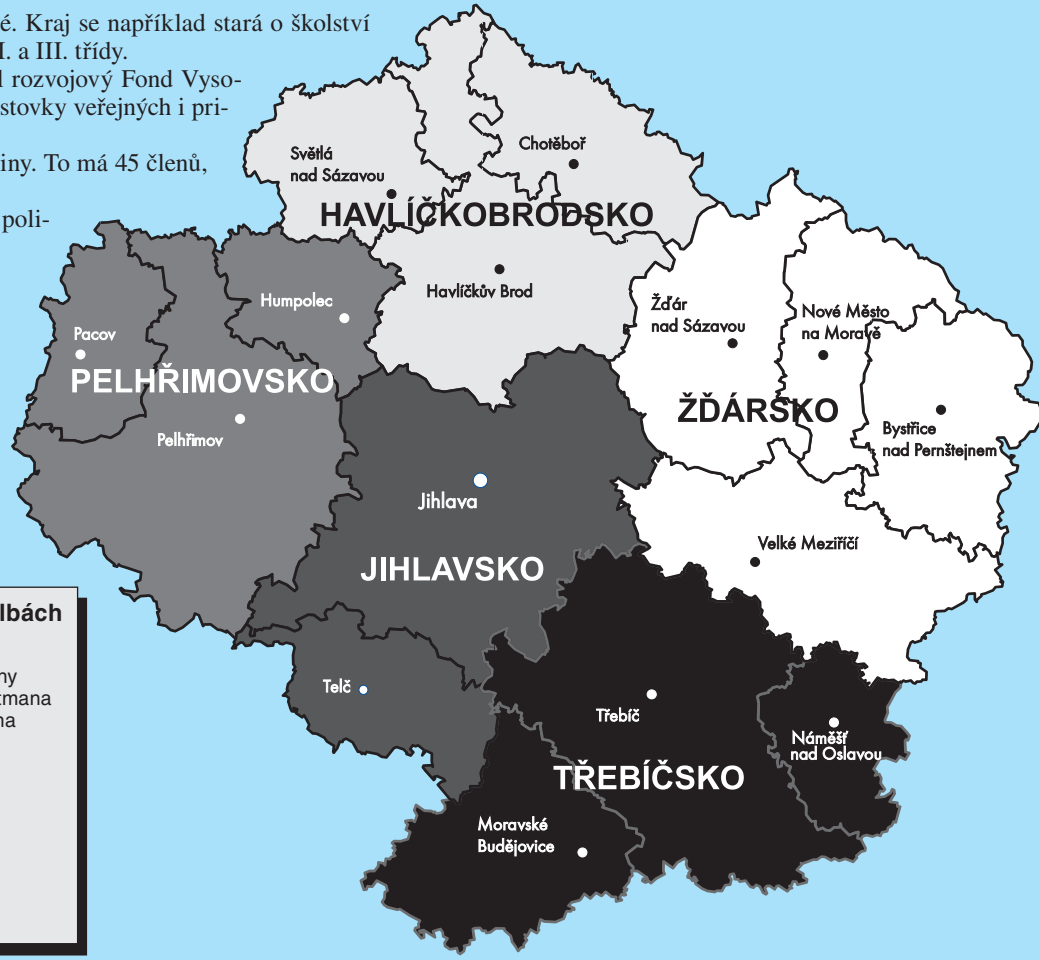 é. Kraj se například stará o školství
I. a III. třídy.
l rozvojový Fond Vyso-
stovky veřejných i pri-
iny. To má 45 členů,
poli-
Světlá
nad Sázavou
Chotěboř
HAVLÍČKOBRODSKO
Havlíčkův Brod
Humpolec
Pacov
PELHŘIMOVSKO
Pelhřimov
Žďár
nad Sázavou
Nové Město
na Moravě
ŽĎÁRSKO
Bystřice
nad Pernštejnem
Velké Meziříčí
Jihlava
JIHLAVSKO
Telč
Třebíč
Náměšť
nad Oslavou
TŘEBÍČSKO
Moravské
Budějovice
lbách
ny
tmana
na